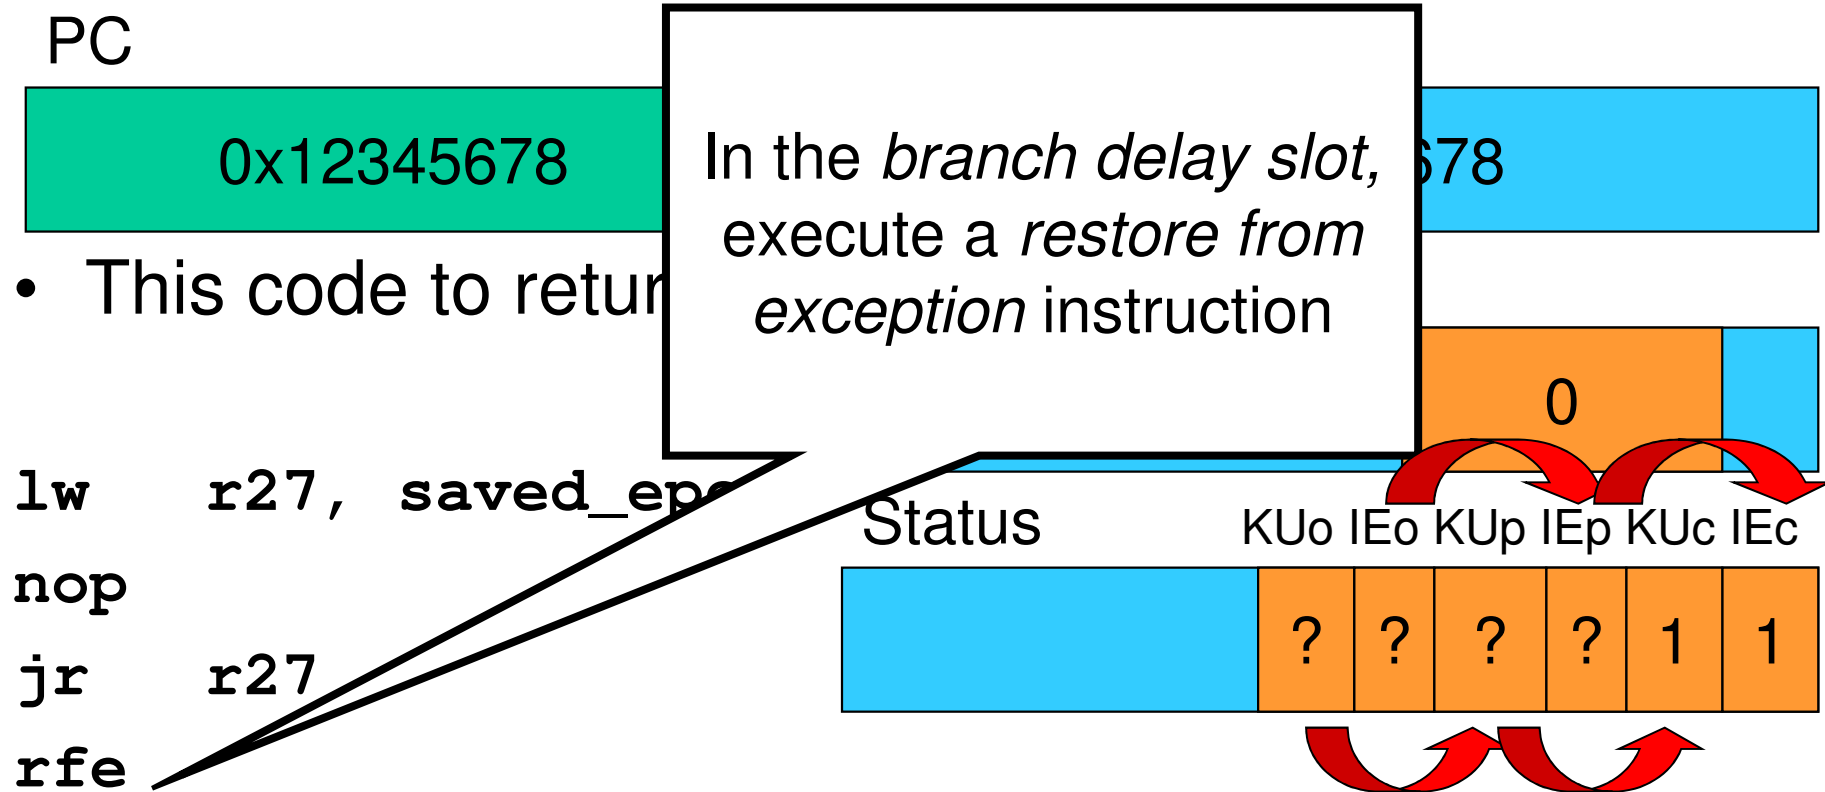 PC
0x12345678
678
In the branch delay slot,
execute a restore from
exception instruction
• This code to retur
0
lw r27, saved_epc
nop
jr r27
rfe
Status
KUo IEo KUp IEp KUc IEc
? ? ? ? 1 1